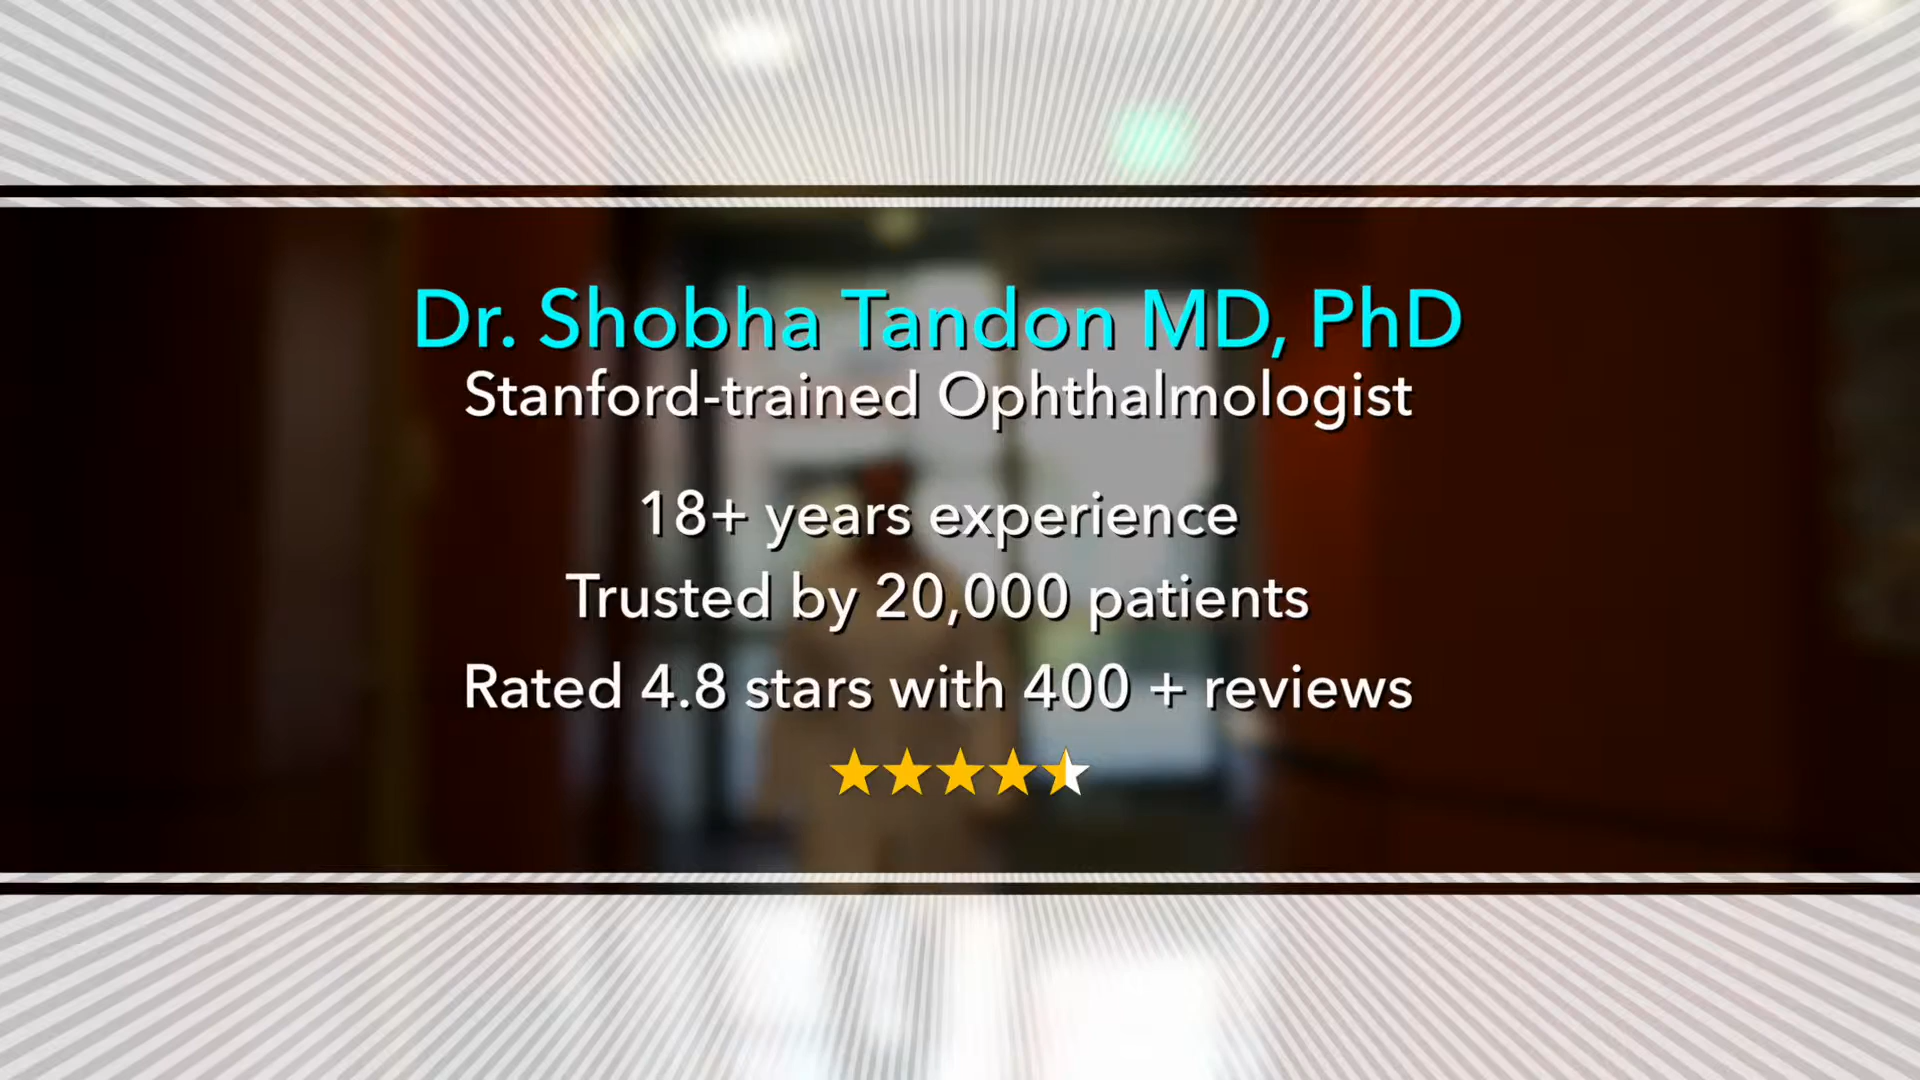 Dr. Shobha Tandon MD, PhD
Stanford-trained Ophthalmologist
18+ years experience
Trusted by 20,000 patients
Rated 4.8 stars with 400 + reviews